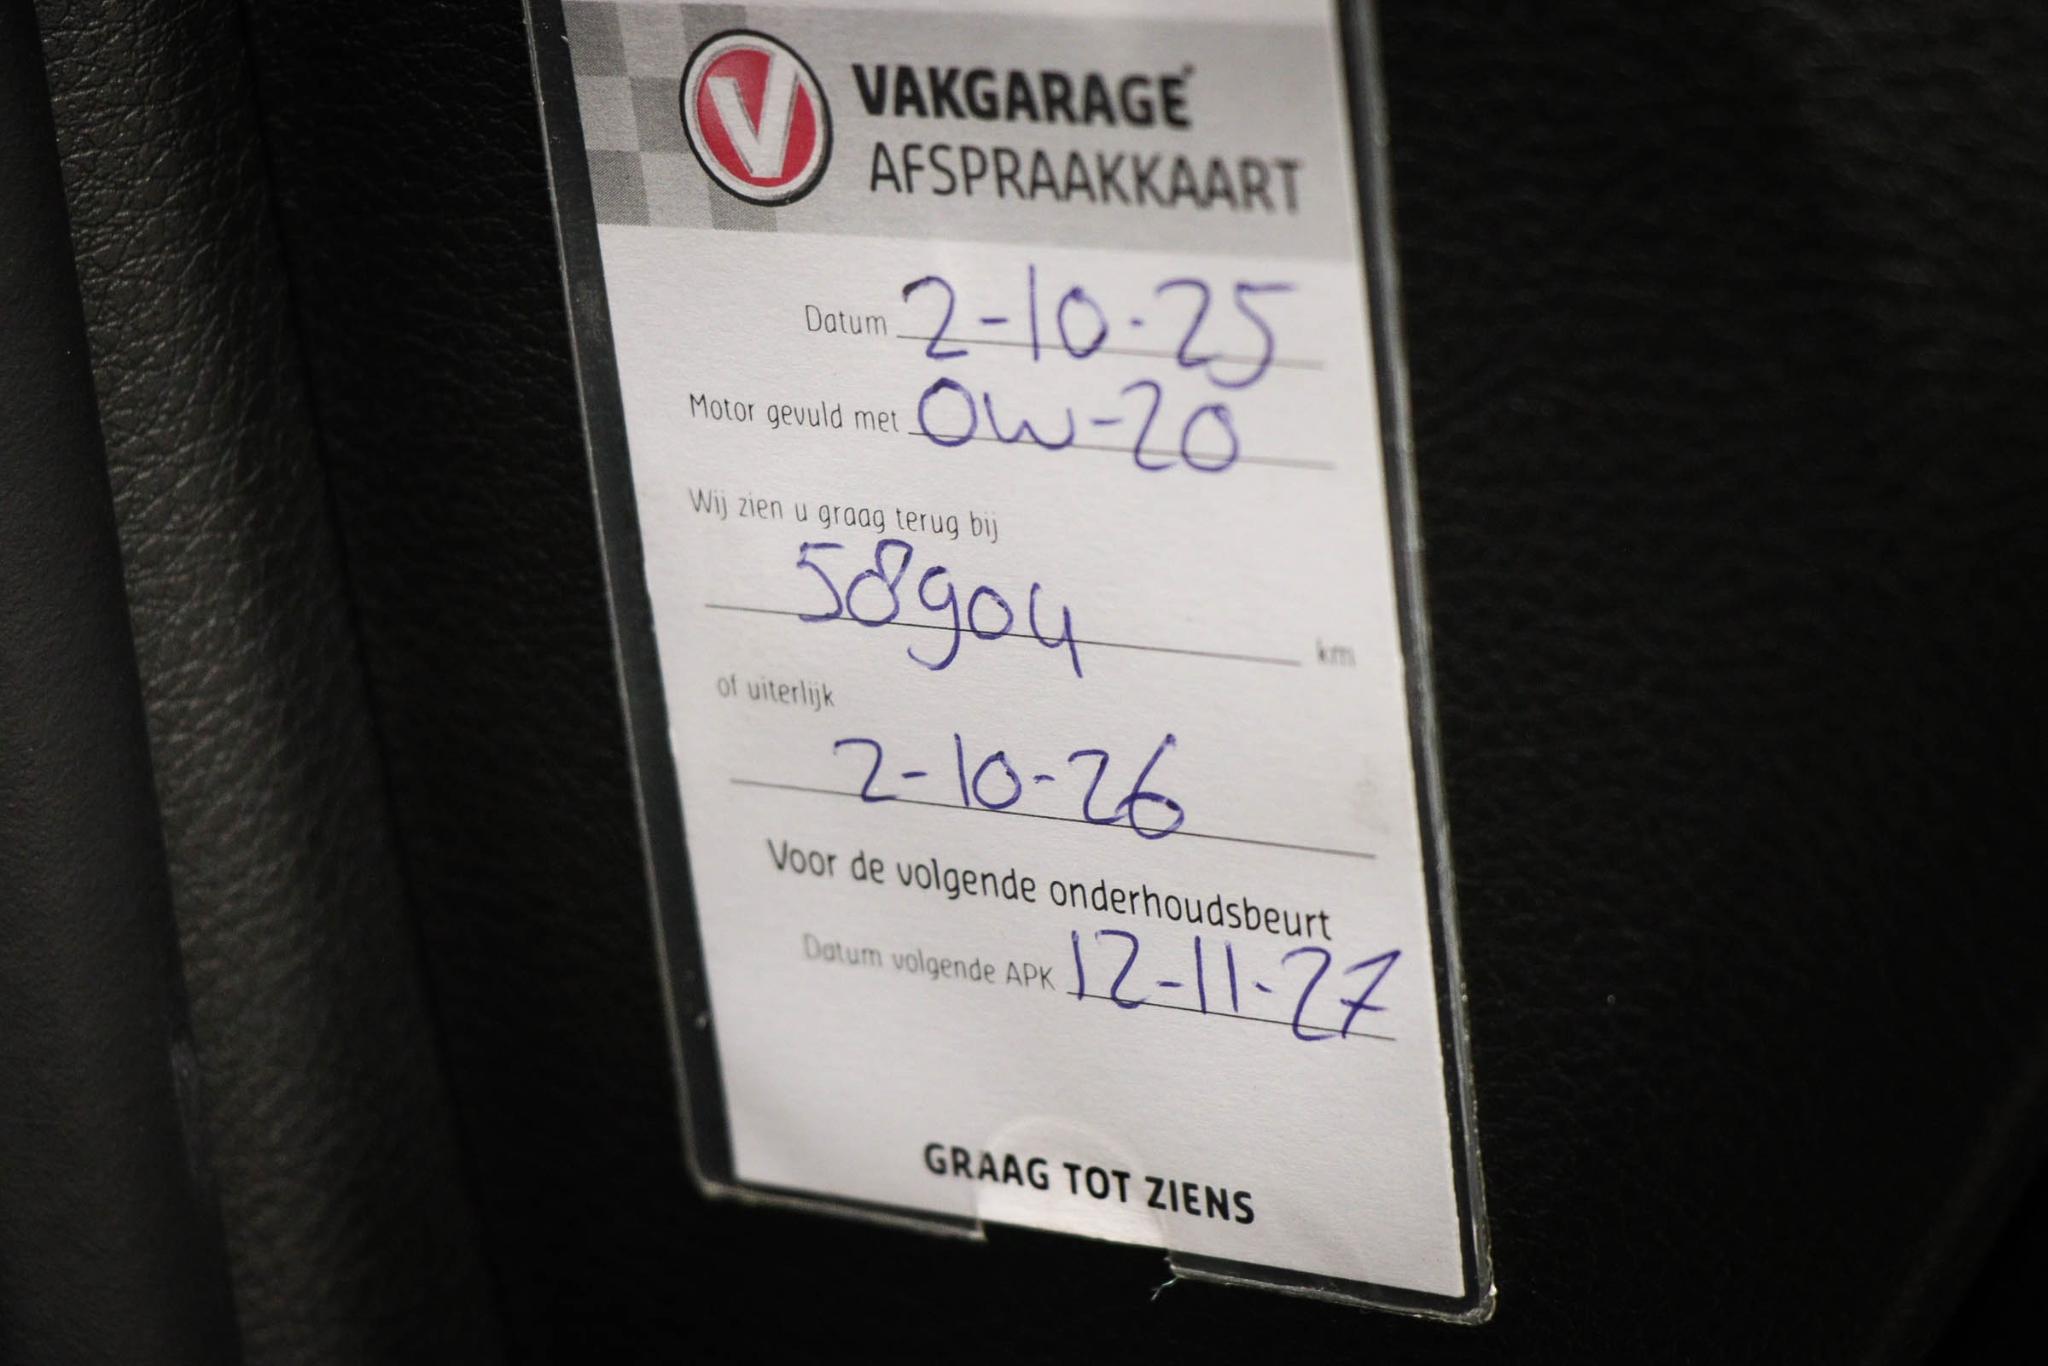 V VAKGARAGE
AFSPRAAKKAART
Datum 2-10-25
Motor gevuld met 0w-20
Wij zien u graag terug bij
58904 km
of uiterlijk
2-10-26
Voor de volgende onderhoudsbeurt
Datum volgende APK 12-11-27
GRAAG TOT ZIENS